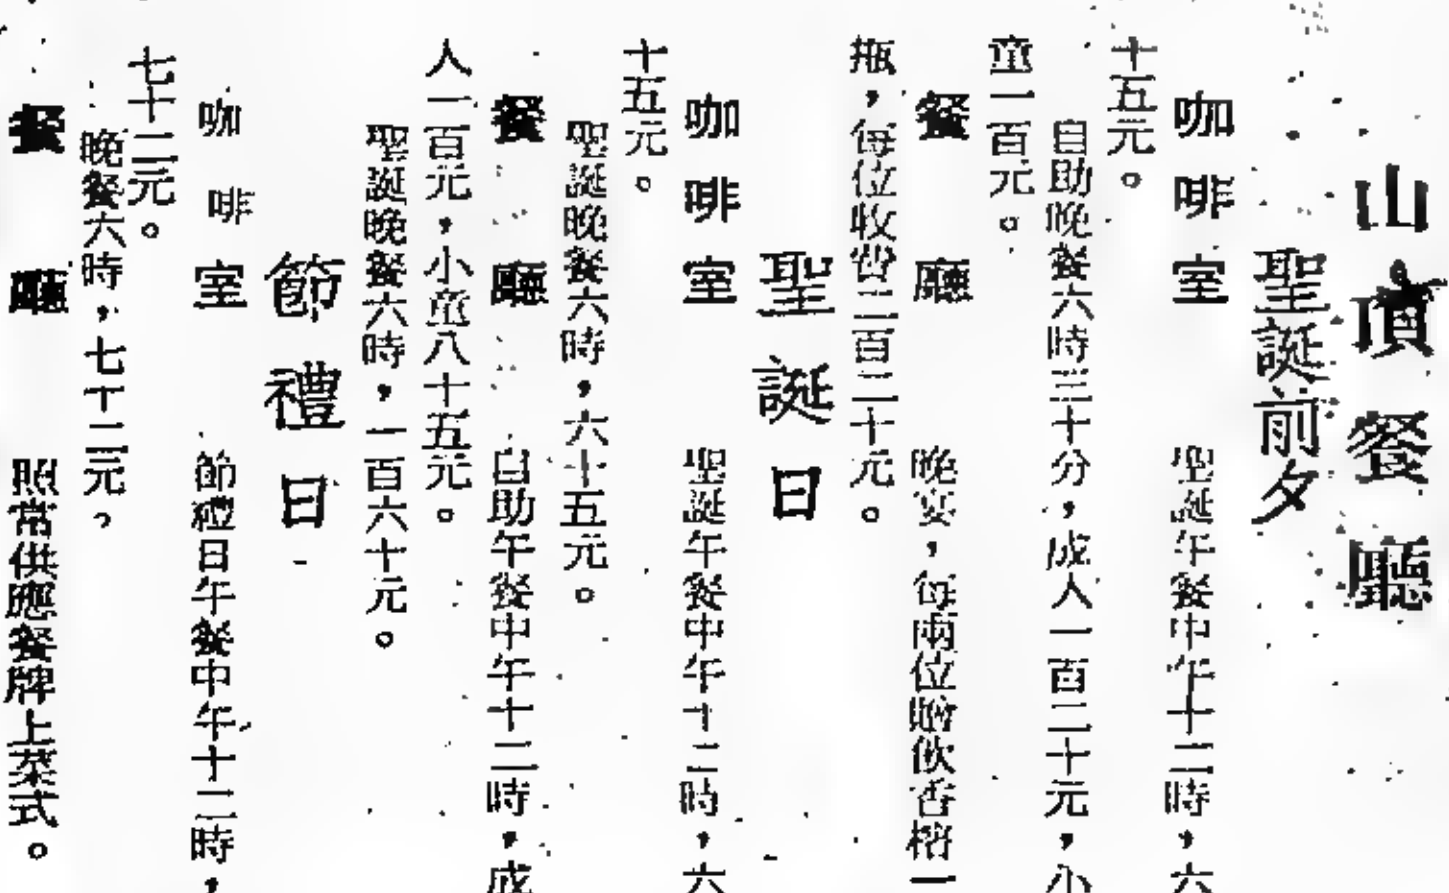 山頂餐廳
聖誕前夕
咖啡室 聖誕午餐中午十二時，六
十五元。
自助晚餐六時三十分，成人一百二十元，小
童一百元。
餐廳 晚宴，每兩位贈飲香檳一
瓶，每位收費二百二十元。
聖誕日
咖啡室 聖誕午餐中午十二時，六
十五元。
聖誕晚餐六時，六十五元。
餐廳 自助午餐中午十二時，成
人一百元，小童八十五元。
聖誕晚餐六時，一百六十元。
節禮日
咖啡室 節禮日午餐中午十二時，
七十二元。
晚餐六時，七十二元。
餐廳 照常供應餐牌上菜式。